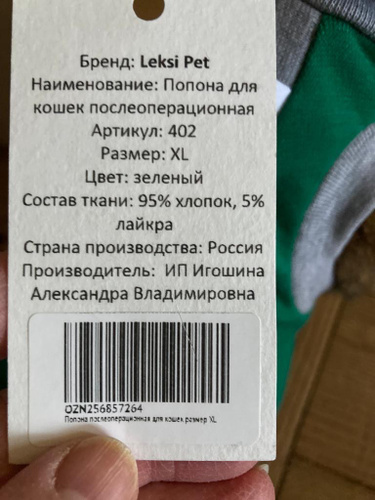 Бренд: Leksi Pet
Наименование: Попона для
кошек послеоперационная
Артикул: 402
Размер: XL
Цвет: зеленый
Состав ткани: 95% хлопок, 5%
лайкра
Страна производства: Россия
Производитель: ИП Игошина
Александра Владимировна
OZN256857264
Попона послеоперационная для кошек размер XL